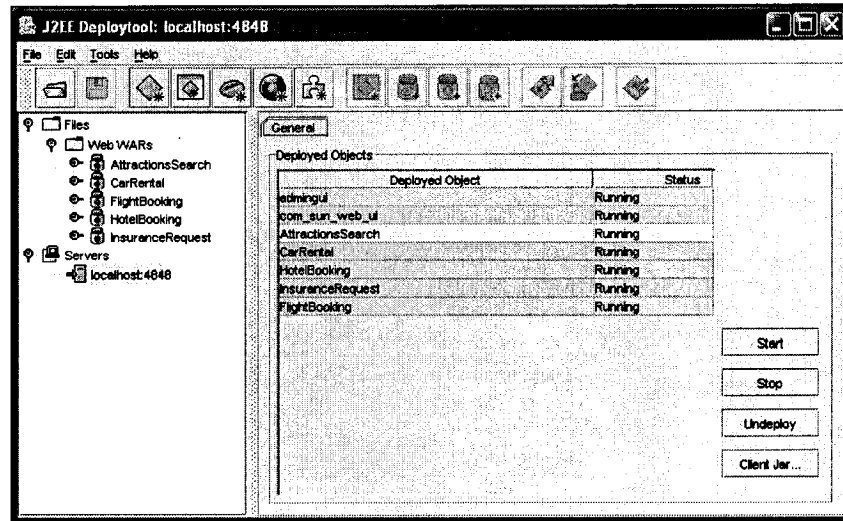 J2EE Deploytool: localhost:4848
File Edit Tools Help
Files
Web WARs
AttractionsSearch
CarRental
FlightBooking
HotelBooking
InsuranceRequest
Servers
localhost:4848
General
Deployed Objects
Deployed Object Status
admingui Running
com_sun_web_ui Running
AttractionsSearch Running
CarRental Running
HotelBooking Running
InsuranceRequest Running
FlightBooking Running
Start
Stop
Undeploy
Client Jar...